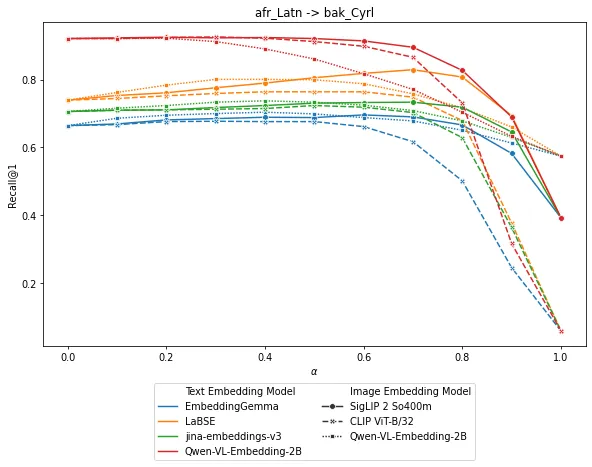 afr_Latn -> bak_Cyrl
Recall@1
0.8
0.6
0.4
0.2
0.0 0.2 0.4 0.6 0.8 1.0
α
Text Embedding Model Image Embedding Model
EmbeddingGemma SigLIP 2 So400m
LaBSE CLIP ViT-B/32
jina-embeddings-v3 Qwen-VL-Embedding-2B
Qwen-VL-Embedding-2B